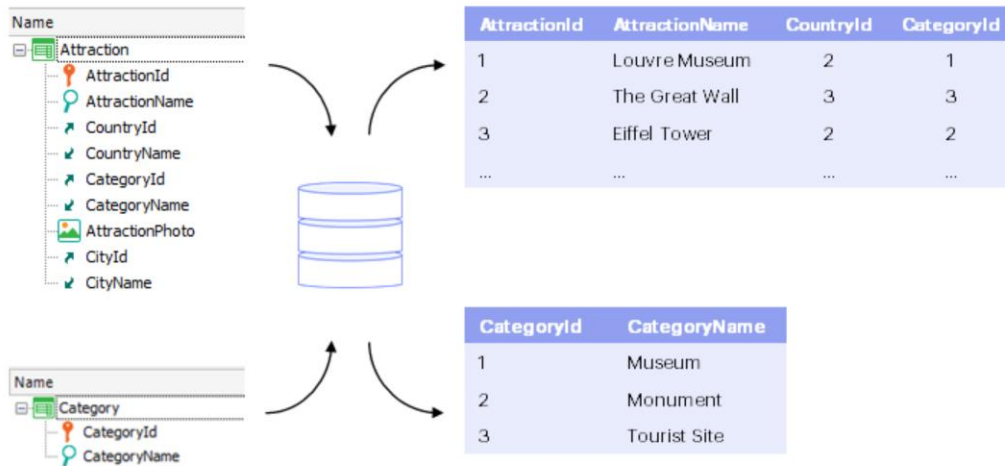 Name
Attraction
AttractionId
AttractionName
CountryId
CountryName
CategoryId
CategoryName
AttractionPhoto
CityId
CityName
AttractionId AttractionName CountryId CategoryId
1 Louvre Museum 2 1
2 The Great Wall 3 3
3 Eiffel Tower 2 2
... ... ... ...
Name
Category
CategoryId
CategoryName
CategoryId CategoryName
1 Museum
2 Monument
3 Tourist Site